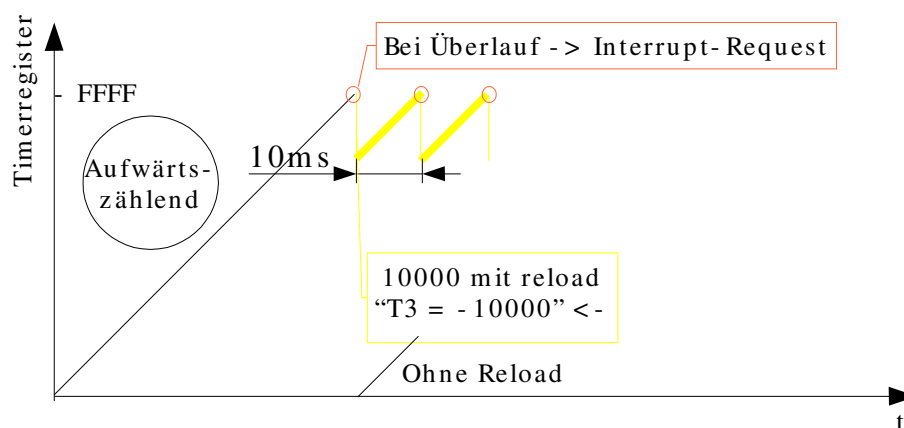 Timerregister
Bei Überlauf -> Interrupt-Request
FFFF
Aufwärts-
zählend
10ms
10000 mit reload
“T3 = -10000” <-
Ohne Reload
t